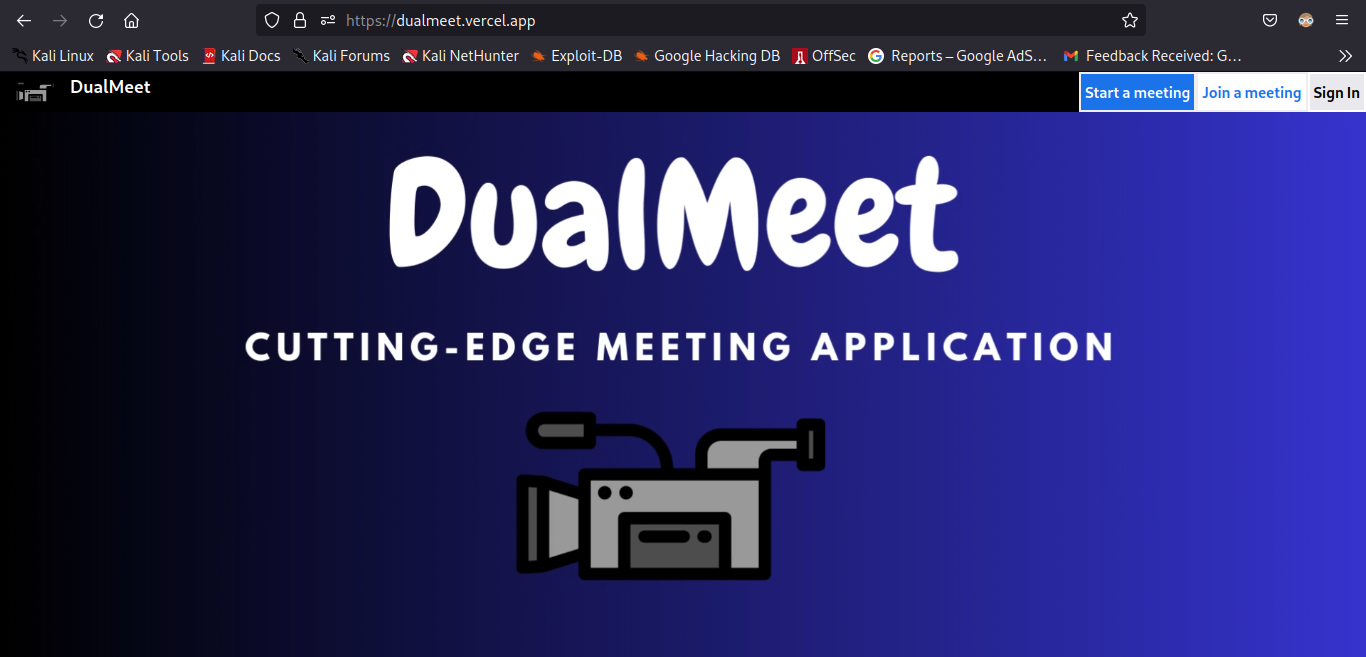 https://dualmeet.vercel.app
Kali Linux Kali Tools Kali Docs Kali Forums Kali NetHunter Exploit-DB Google Hacking DB OffSec Reports – Google AdS… Feedback Received: G…
DualMeet Start a meeting Join a meeting Sign In
DualMeet
CUTTING-EDGE MEETING APPLICATION